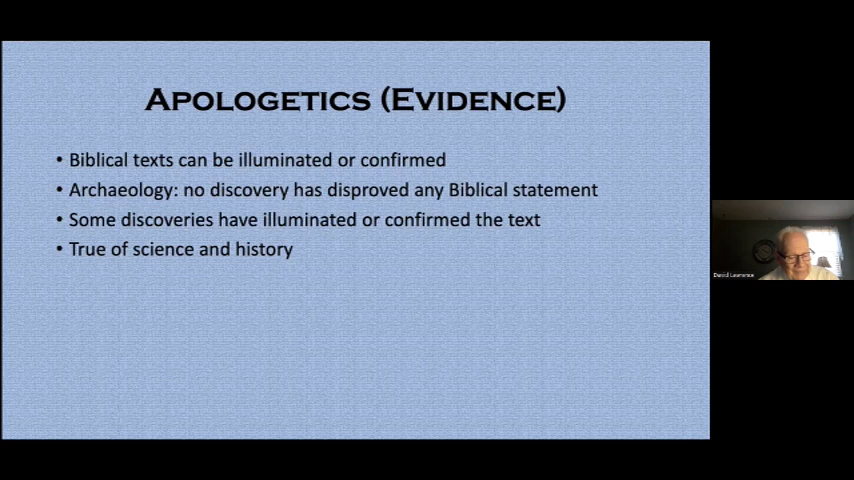 Apologetics (Evidence)
• Biblical texts can be illuminated or confirmed
• Archaeology: no discovery has disproved any Biblical statement
• Some discoveries have illuminated or confirmed the text
• True of science and history
David Lawrence